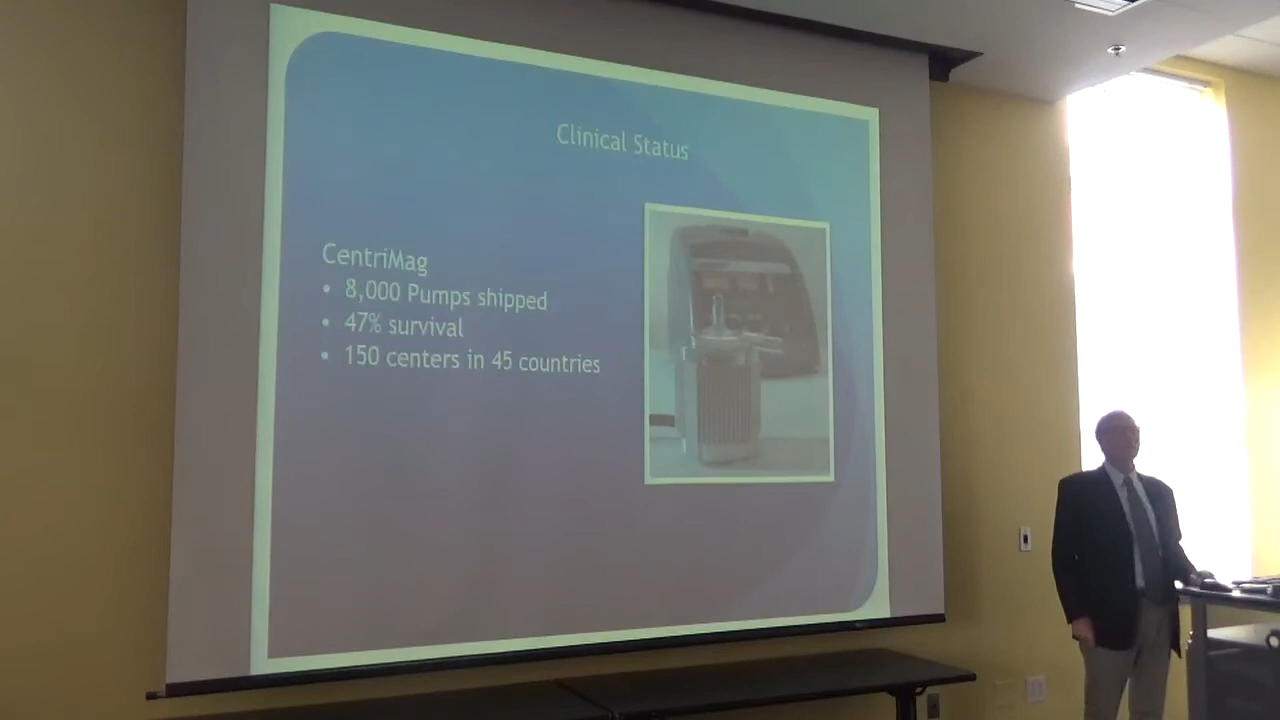 Clinical Status
CentriMag
• 8,000 Pumps shipped
• 47% survival
• 150 centers in 45 countries